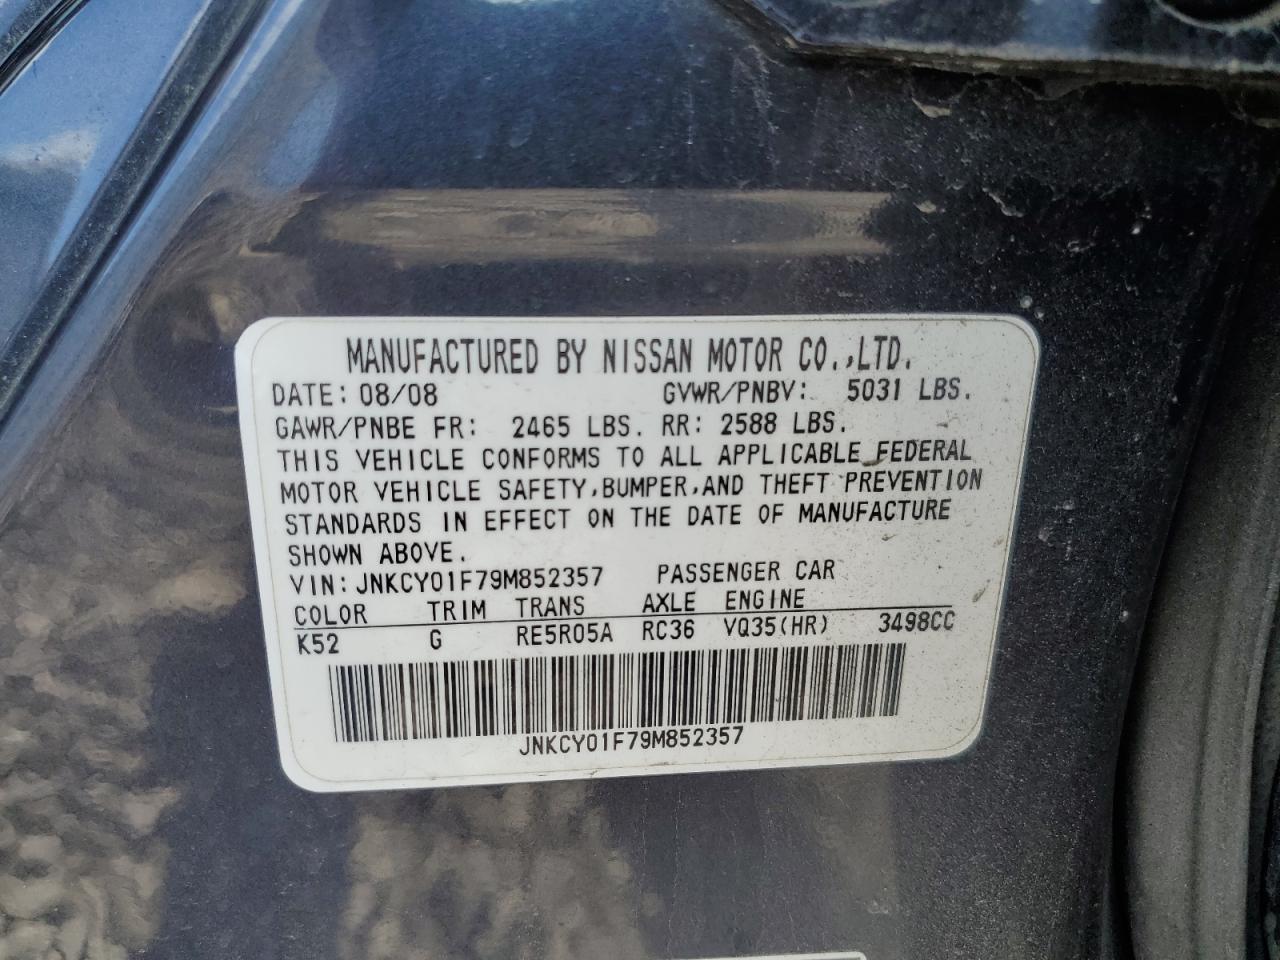 MANUFACTURED BY NISSAN MOTOR CO.,LTD.
DATE: 08/08 GVWR/PNBV: 5031 LBS.
GAWR/PNBE FR: 2465 LBS. RR: 2588 LBS.
THIS VEHICLE CONFORMS TO ALL APPLICABLE FEDERAL
MOTOR VEHICLE SAFETY,BUMPER,AND THEFT PREVENTION
STANDARDS IN EFFECT ON THE DATE OF MANUFACTURE
SHOWN ABOVE.
VIN:JNKCY01F79M852357 PASSENGER CAR
COLOR TRIM TRANS AXLE ENGINE
K52 G RE5R05A RC36 VQ35(HR) 3498CC
JNKCY01F79M852357